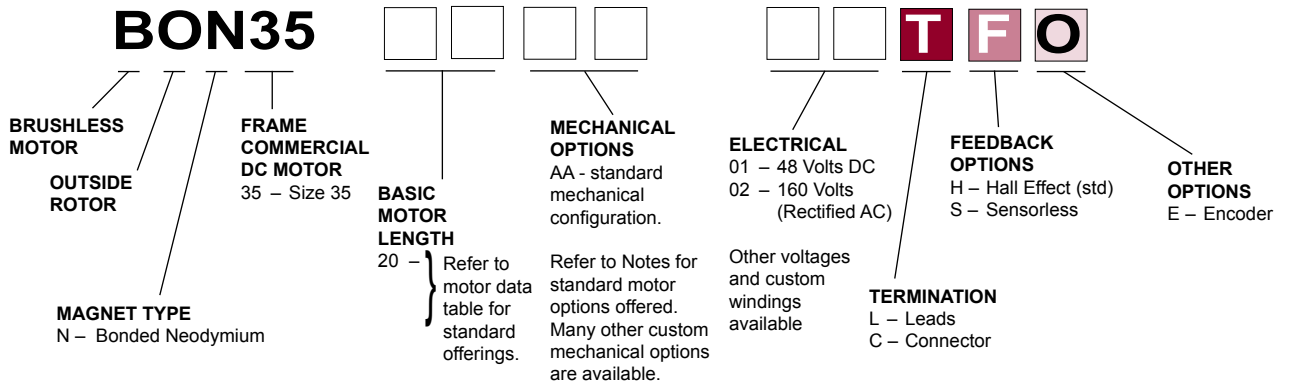 BON35 T F O
BRUSHLESS
MOTOR
OUTSIDE
ROTOR
MAGNET TYPE
N – Bonded Neodymium
FRAME
COMMERCIAL
DC MOTOR
35 – Size 35
BASIC
MOTOR
LENGTH
20 –
Refer to
motor data
table for
standard
offerings.
MECHANICAL
OPTIONS
AA - standard
mechanical
configuration.
Refer to Notes for
standard motor
options offered.
Many other custom
mechanical options
are available.
ELECTRICAL
01 – 48 Volts DC
02 – 160 Volts
(Rectified AC)
Other voltages
and custom
windings
available
TERMINATION
L – Leads
C – Connector
FEEDBACK
OPTIONS
H – Hall Effect (std)
S – Sensorless
OTHER
OPTIONS
E – Encoder